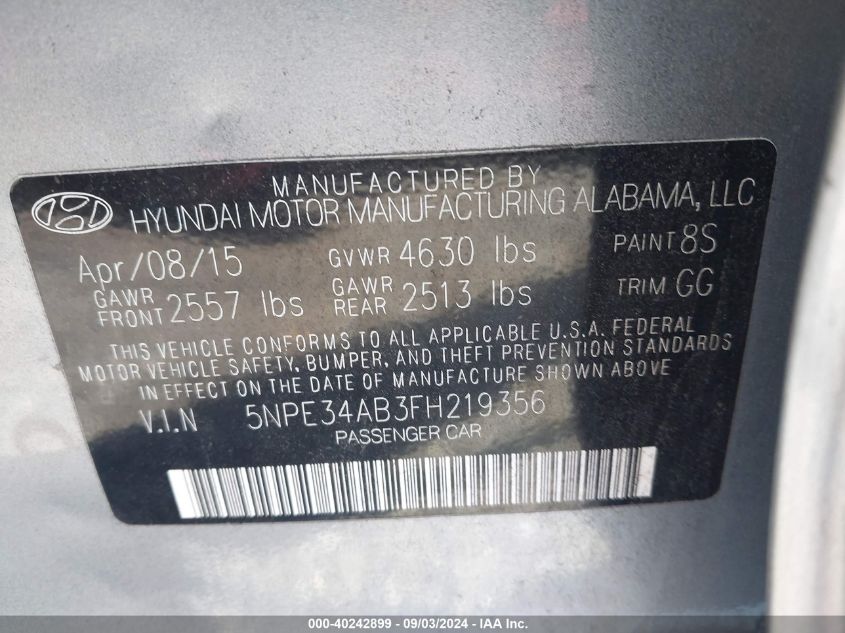 MANUFACTURED BY
HYUNDAI MOTOR MANUFACTURING ALABAMA, LLC
Apr/08/15 GVWR 4630 lbs PAINT 8S
GAWR FRONT 2557 lbs GAWR REAR 2513 lbs TRIM GG
THIS VEHICLE CONFORMS TO ALL APPLICABLE U.S.A. FEDERAL
MOTOR VEHICLE SAFETY, BUMPER, AND THEFT PREVENTION STANDARDS
IN EFFECT ON THE DATE OF MANUFACTURE SHOWN ABOVE.
V.I.N 5NPE34AB3FH219356
PASSENGER CAR
000-40242899 - 09/03/2024 - IAA Inc.